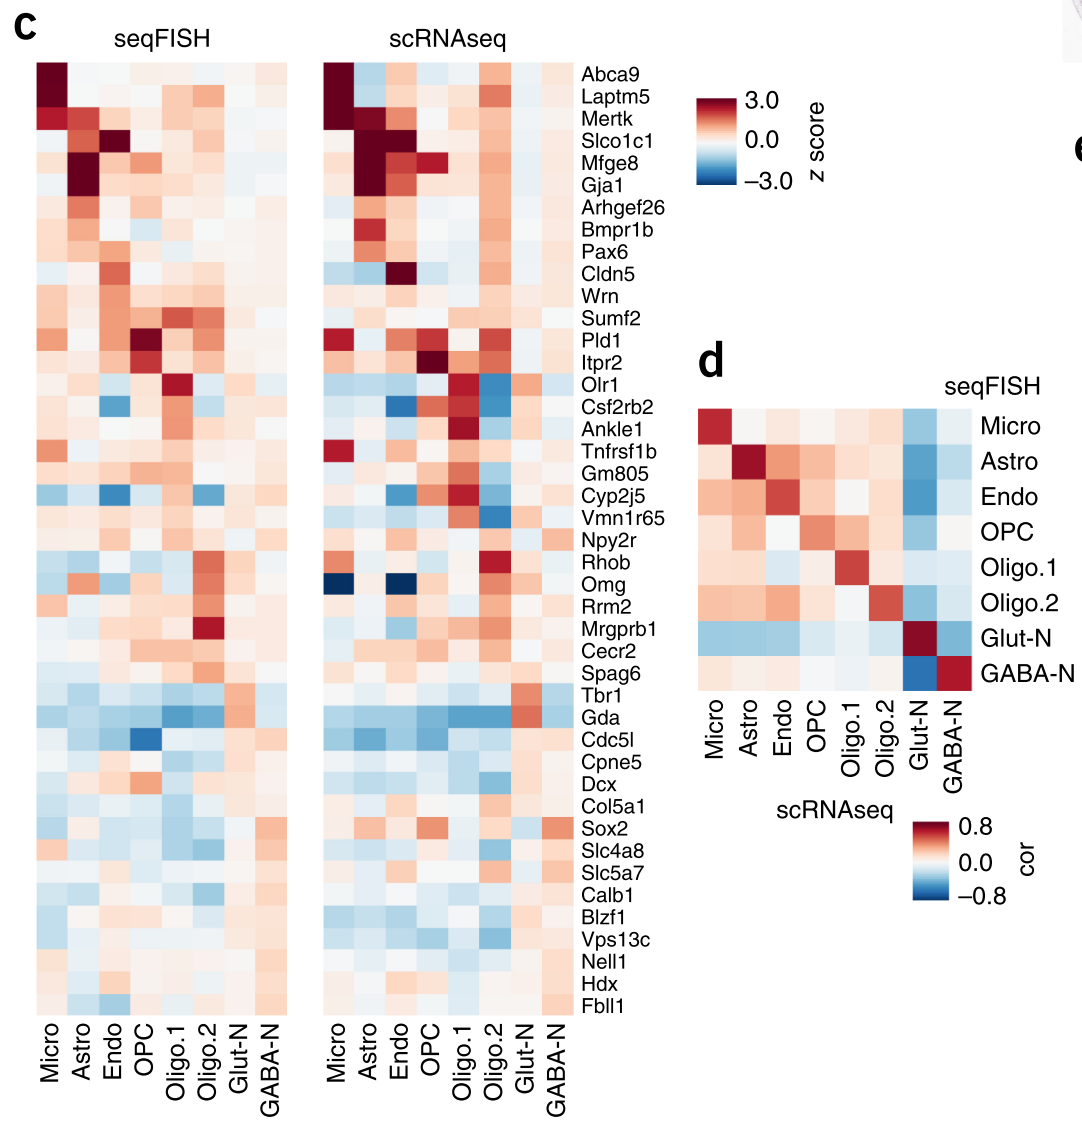 c
seqFISH
scRNAseq
Abca9
Laptm5
Mertk
Slco1c1
Mfge8
Gja1
Arhgef26
Bmpr1b
Pax6
Cldn5
Wrn
Sumf2
Pld1
Itpr2
Olr1
Csf2rb2
Ankle1
Tnfrsf1b
Gm805
Cyp2j5
Vmn1r65
Npy2r
Rhob
Omg
Rrm2
Mrgprb1
Cecr2
Spag6
Tbr1
Gda
Cdc5l
Cpne5
Dcx
Col5a1
Sox2
Slc4a8
Slc5a7
Calb1
Blzf1
Vps13c
Nell1
Hdx
Fbll1
Micro
Astro
Endo
OPC
Oligo.1
Oligo.2
Glut-N
GABA-N
Micro
Astro
Endo
OPC
Oligo.1
Oligo.2
Glut-N
GABA-N
3.0
0.0
–3.0
z score
d
seqFISH
Micro
Astro
Endo
OPC
Oligo.1
Oligo.2
Glut-N
GABA-N
Micro
Astro
Endo
OPC
Oligo.1
Oligo.2
Glut-N
GABA-N
scRNAseq
0.8
0.0
–0.8
cor